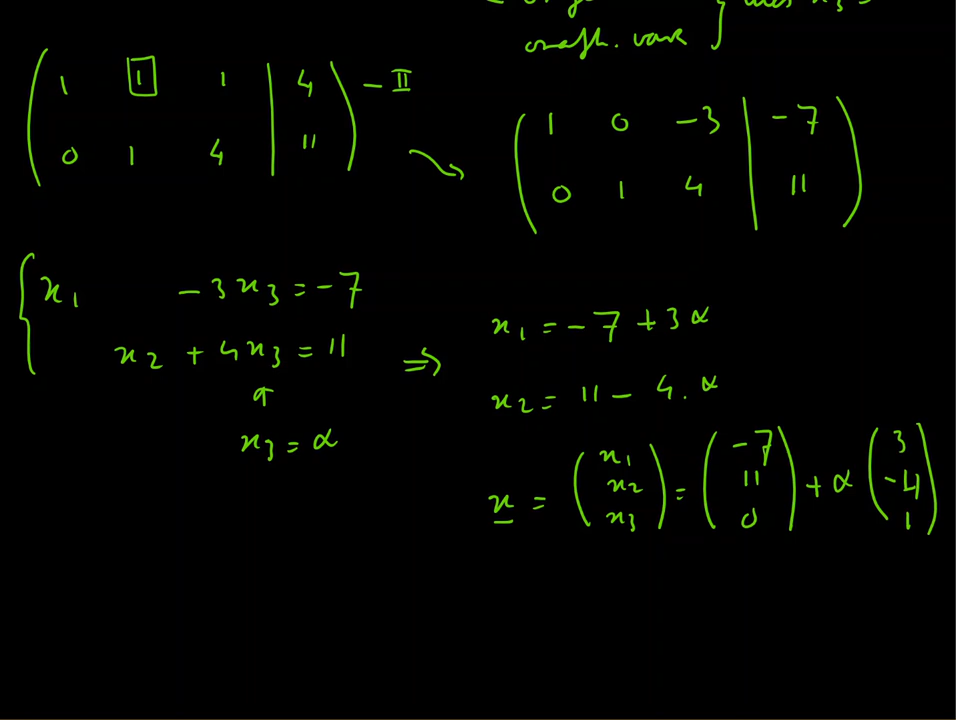 onafh. vark
( 1 1 1 | 4 ) - II
( 0 1 4 | 11 )
( 1 0 -3 | -7 )
( 0 1 4 | 11 )
{ x1 - 3x3 = -7
x2 + 4x3 = 11 ⇒
↑
x3 = α
x1 = -7 + 3α
x2 = 11 - 4.α
x = ( x1 x2 x3 ) = ( -7 11 0 ) + α ( 3 -4 1 )